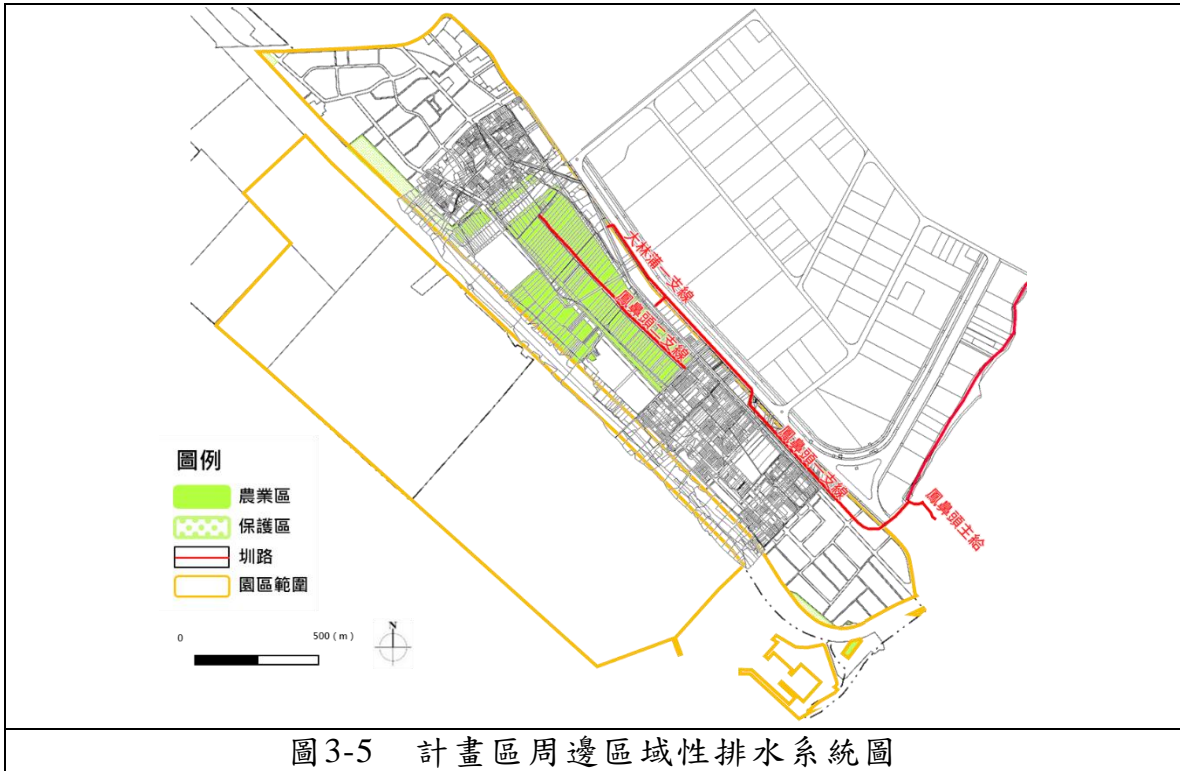 大林蒲一支線
鳳鼻頭二支線
鳳鼻頭二支線
鳳鼻頭主給
圖例
農業區
保護區
圳路
園區範圍
0 500 (m)
N
圖3-5 計畫區周邊區域性排水系統圖